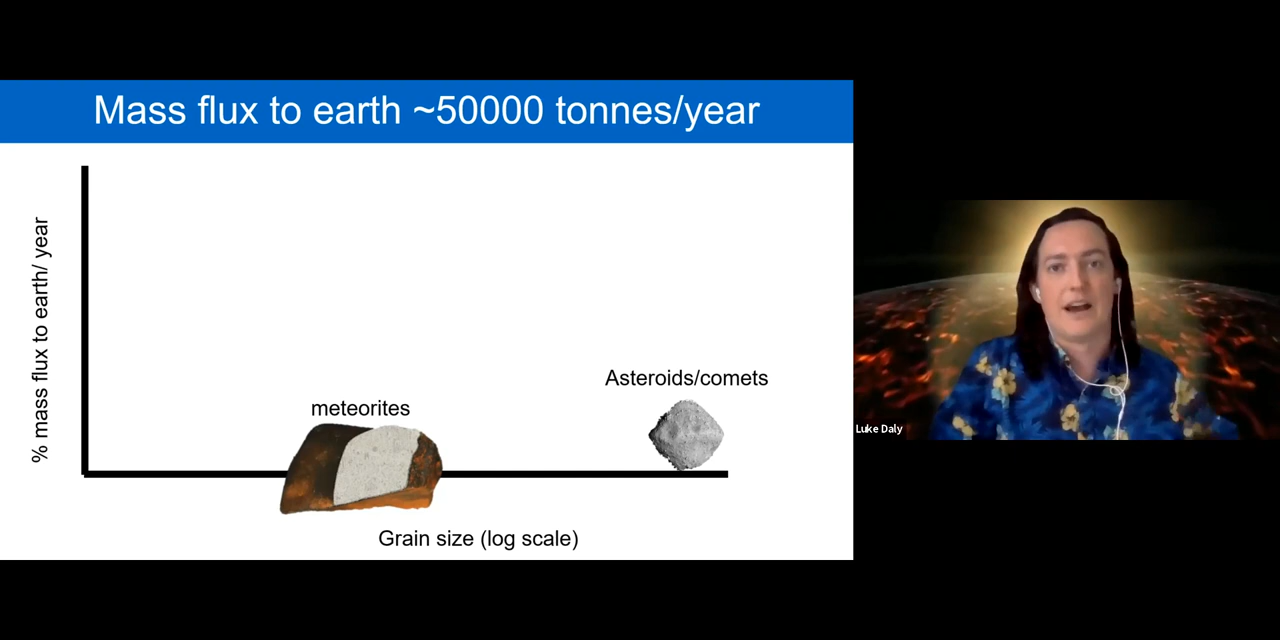 Mass flux to earth ~50000 tonnes/year
% mass flux to earth/ year
Asteroids/comets
meteorites
Grain size (log scale)
Luke Daly